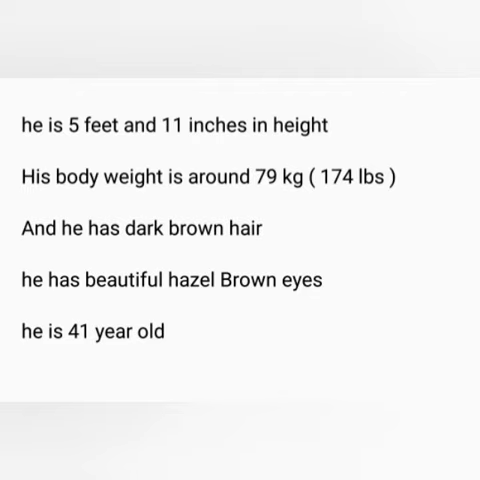 he is 5 feet and 11 inches in height
His body weight is around 79 kg ( 174 lbs )
And he has dark brown hair
he has beautiful hazel Brown eyes
he is 41 year old